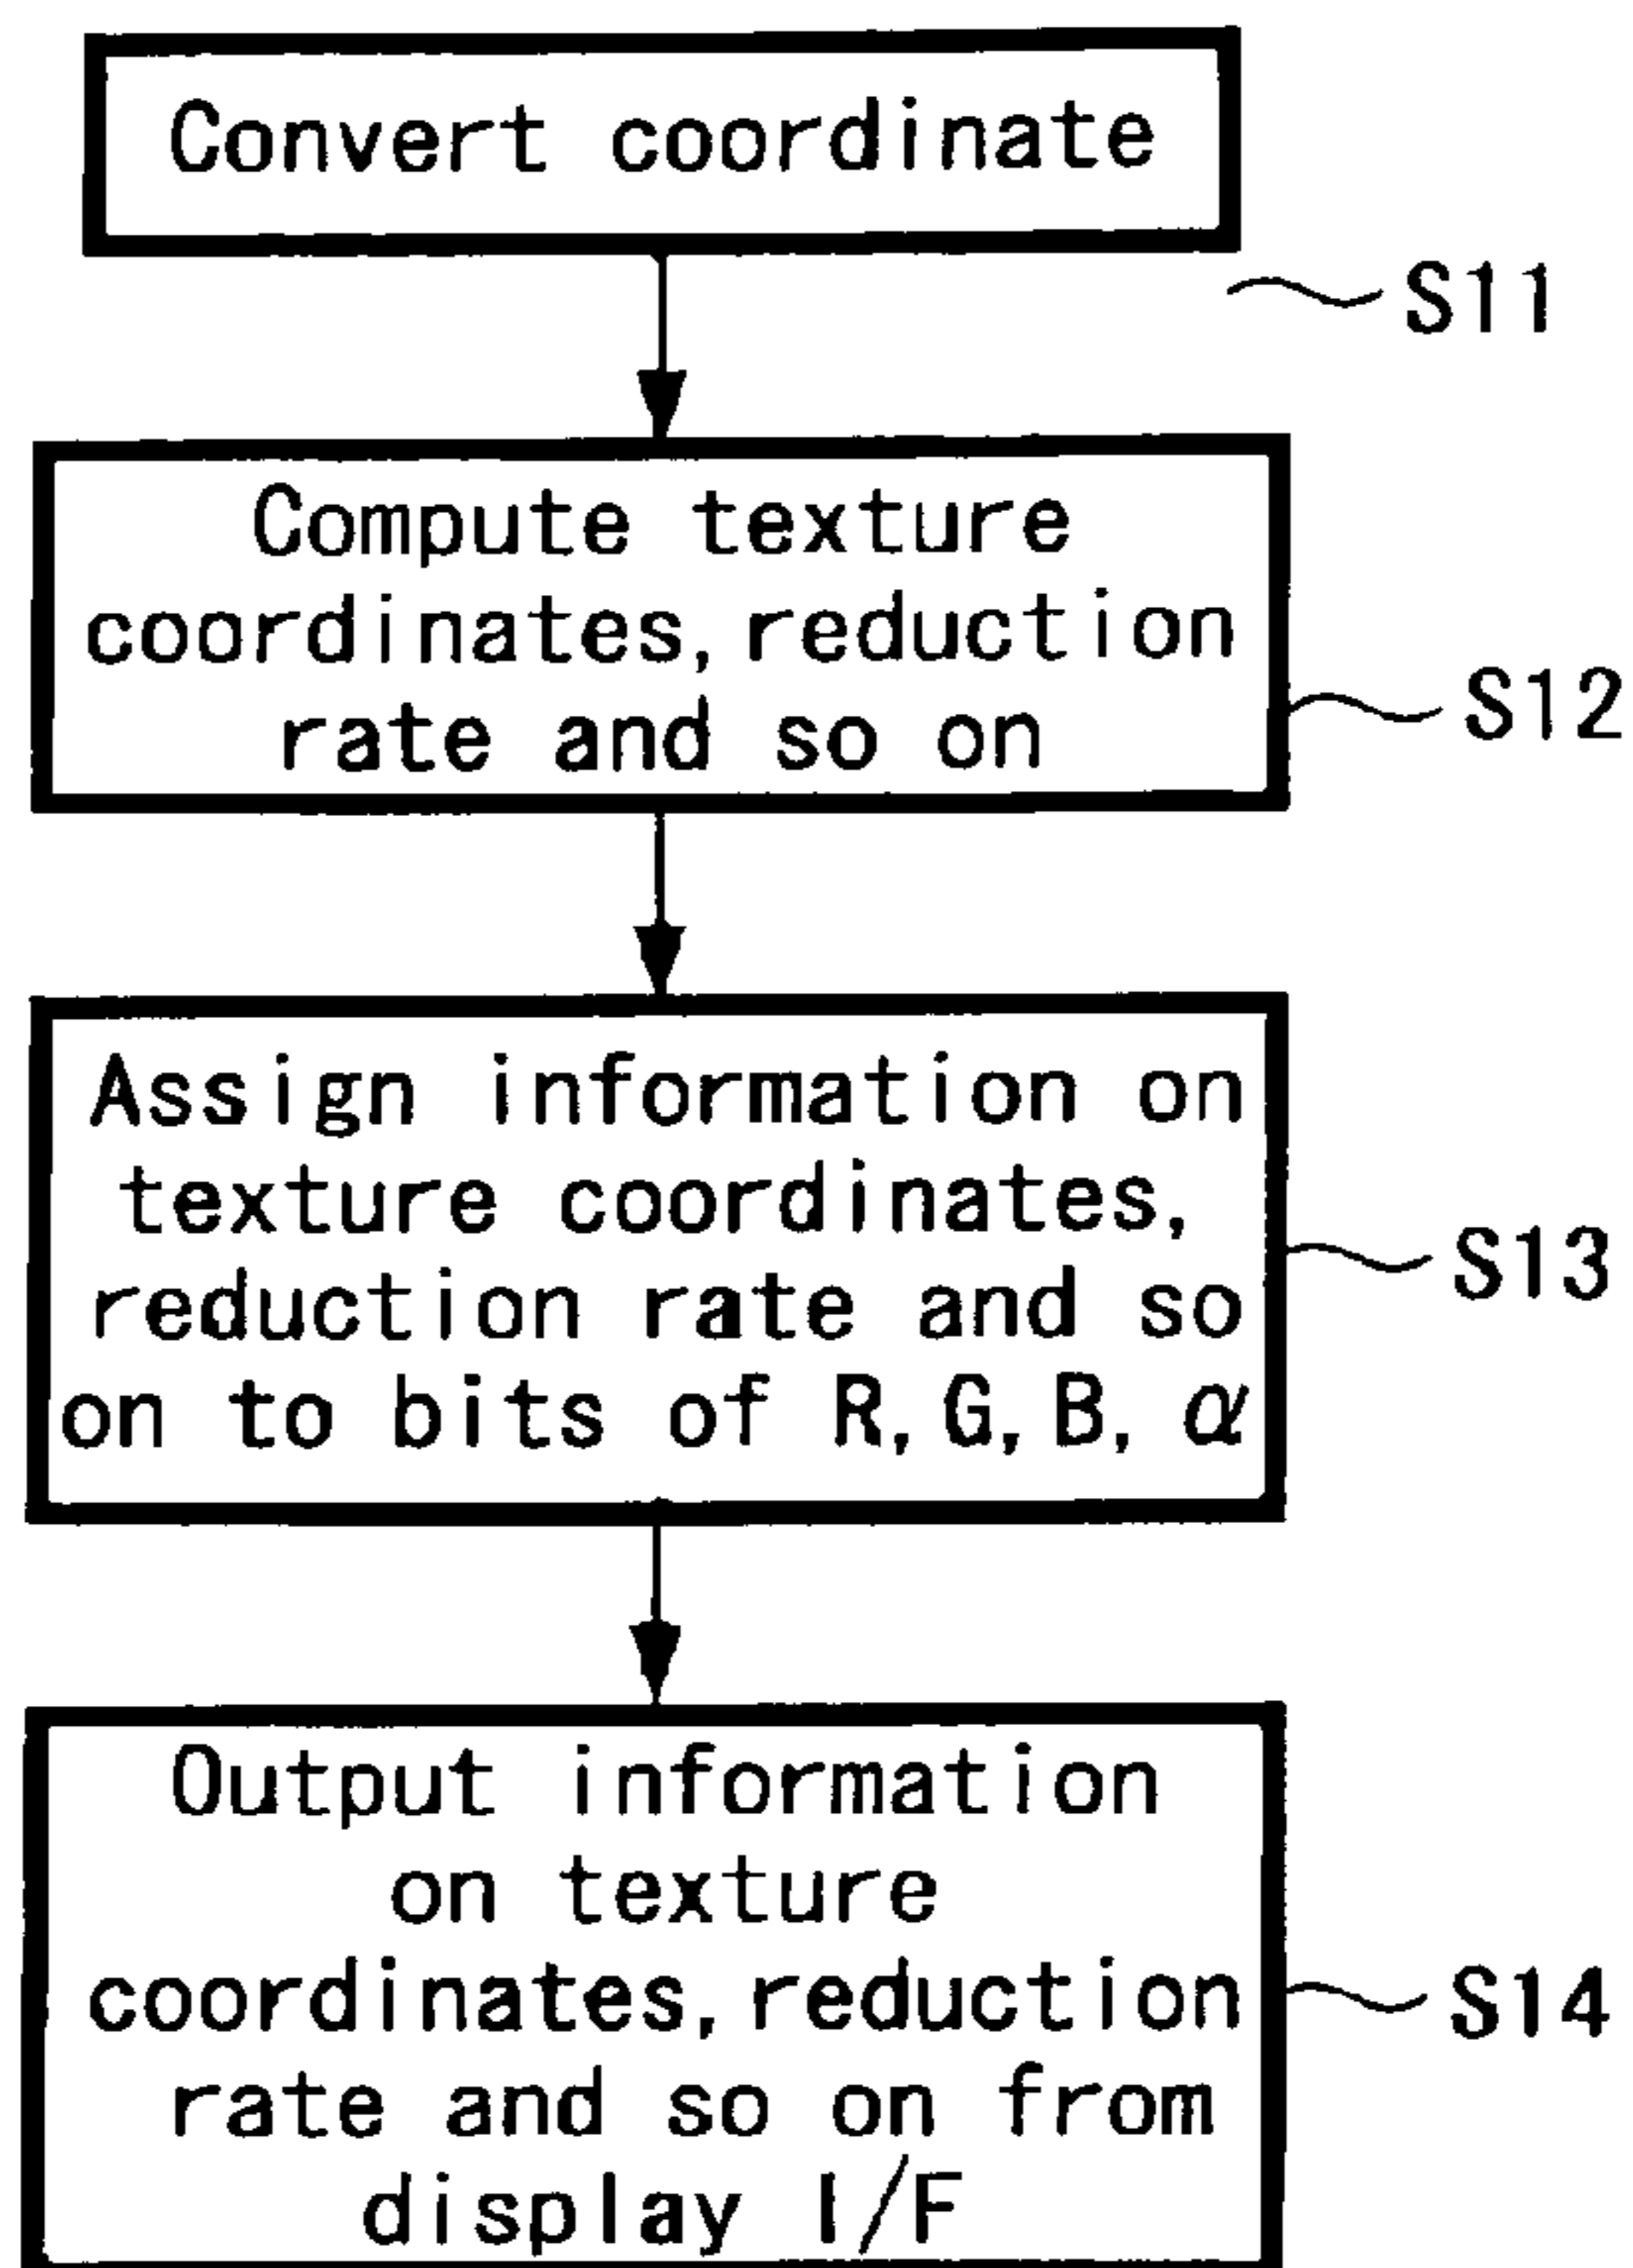 Convert coordinate
S11
Compute texture
coordinates, reduction
rate and so on
S12
Assign information on
texture coordinates,
reduction rate and so
on to bits of R, G, B, α
S13
Output information
on texture
coordinates, reduction
rate and so on from
display I/F
S14